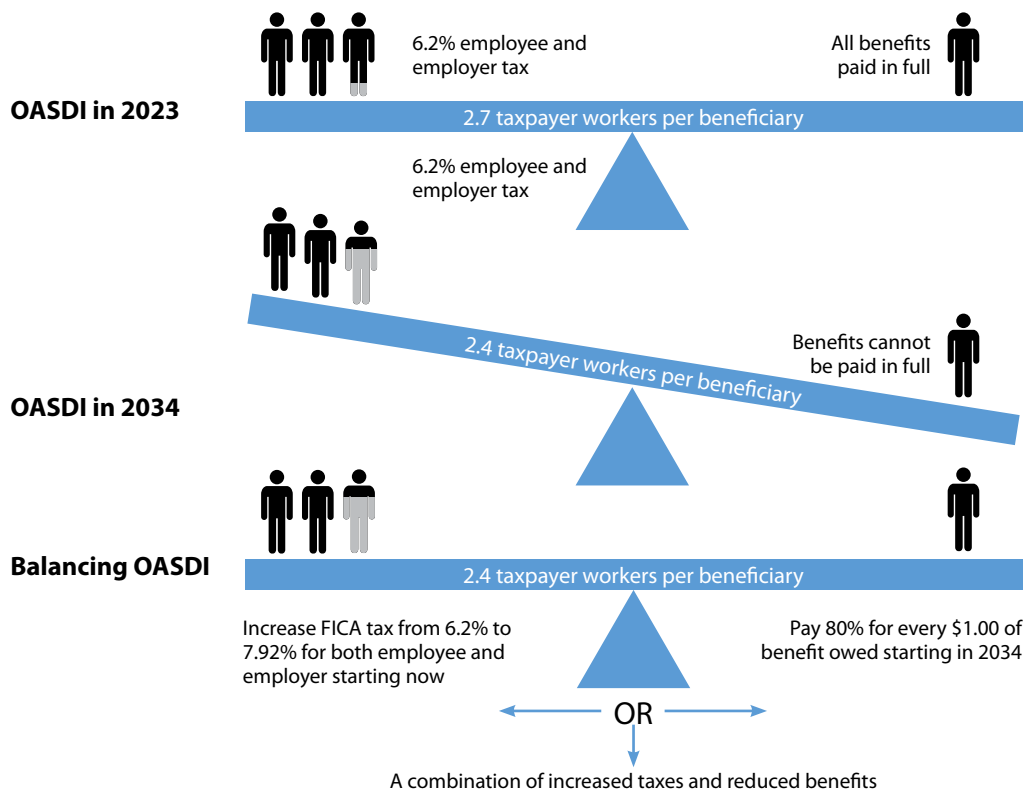 6.2% employee and
employer tax
All benefits
paid in full
OASDI in 2023
2.7 taxpayer workers per beneficiary
6.2% employee and
employer tax
2.4 taxpayer workers per beneficiary
Benefits cannot
be paid in full
OASDI in 2034
Balancing OASDI
2.4 taxpayer workers per beneficiary
Increase FICA tax from 6.2% to
7.92% for both employee and
employer starting now
Pay 80% for every $1.00 of
benefit owed starting in 2034
OR
A combination of increased taxes and reduced benefits